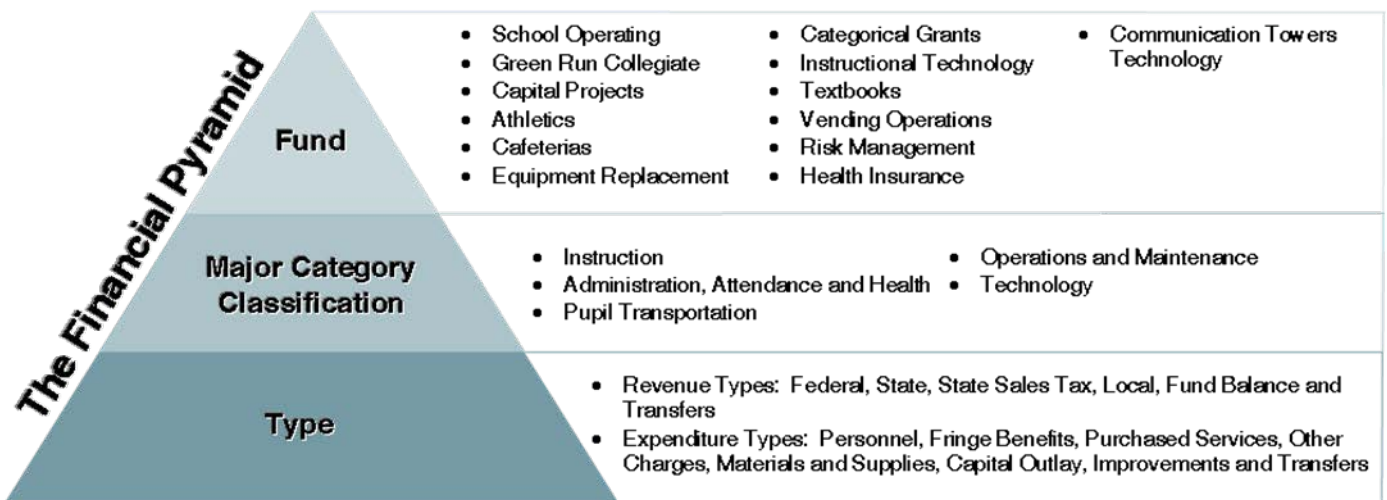 The Financial Pyramid
Fund
• School Operating
• Green Run Collegiate
• Capital Projects
• Athletics
• Cafeterias
• Equipment Replacement
• Categorical Grants
• Instructional Technology
• Textbooks
• Vending Operations
• Risk Management
• Health Insurance
• Communication Towers
Technology
Major Category
Classification
• Instruction
• Administration, Attendance and Health
• Pupil Transportation
• Operations and Maintenance
• Technology
Type
• Revenue Types: Federal, State, State Sales Tax, Local, Fund Balance and
Transfers
• Expenditure Types: Personnel, Fringe Benefits, Purchased Services, Other
Charges, Materials and Supplies, Capital Outlay, Improvements and Transfers